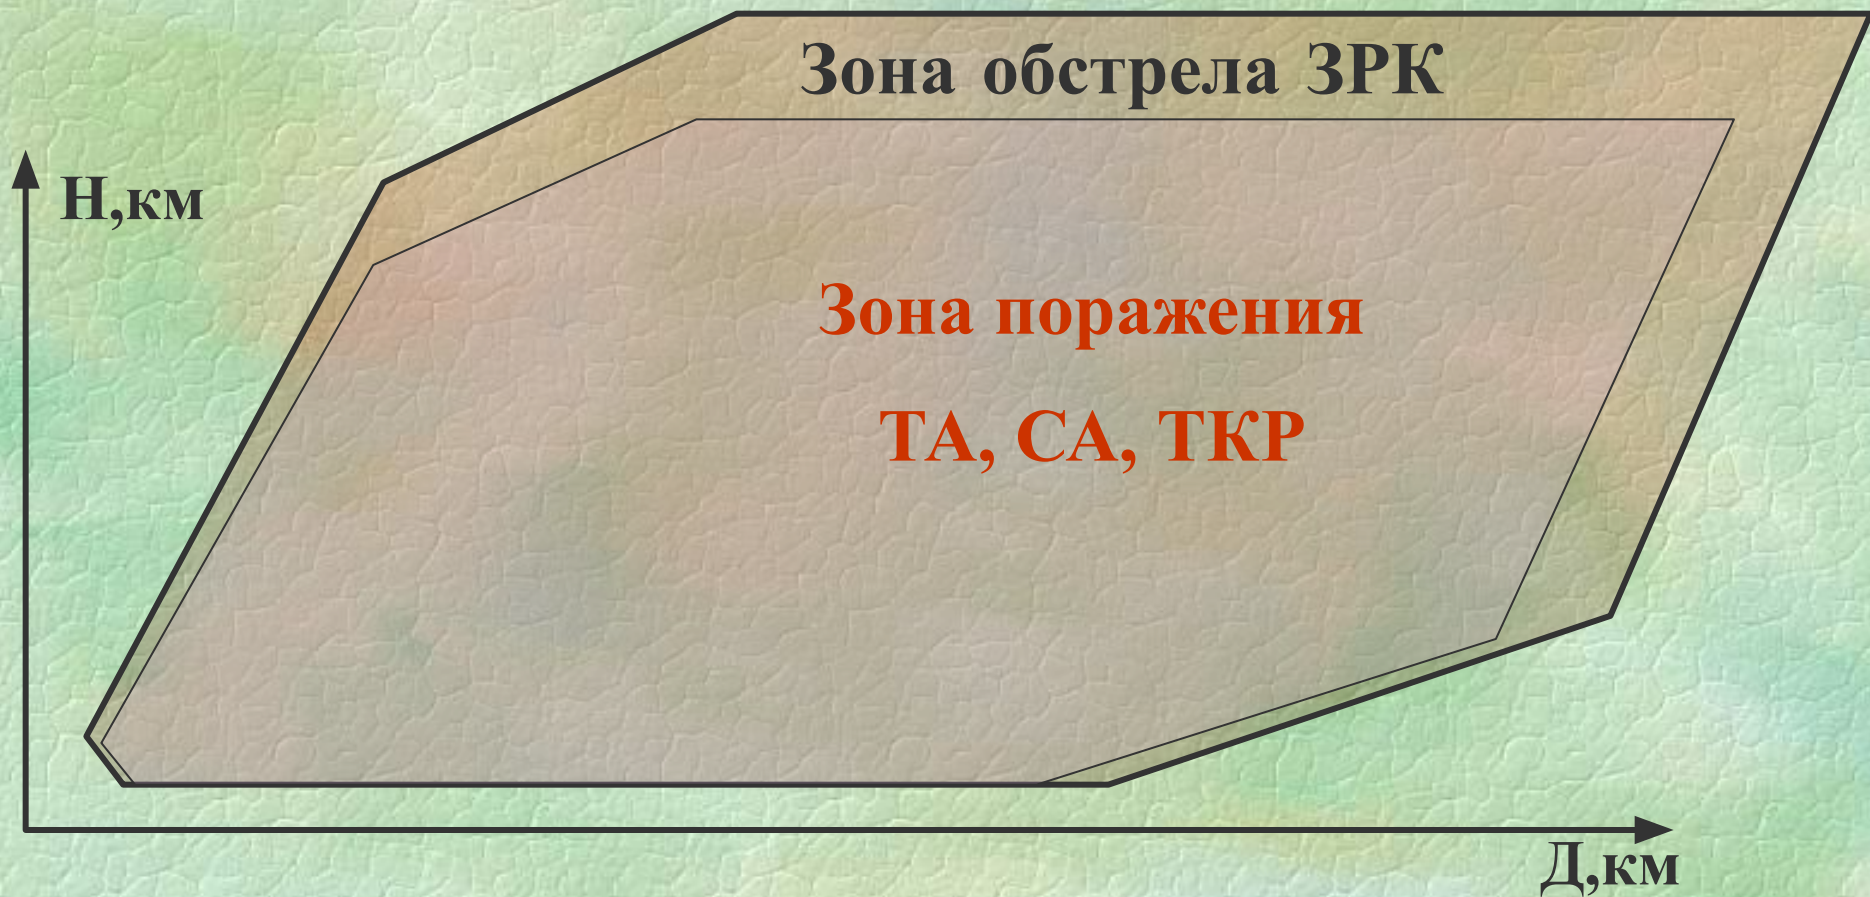 Зона обстрела ЗРК
Н,км
Зона поражения
ТА, СА, ТКР
Д,км